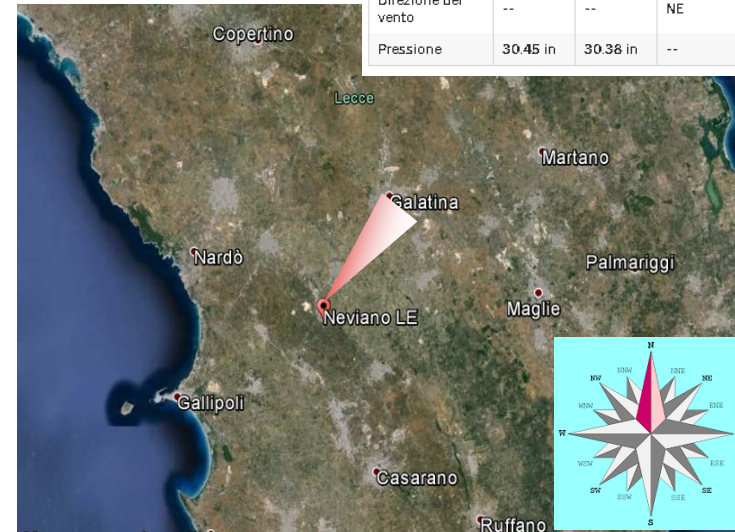 Direzione del
vento -- -- NE
Pressione 30.45 in 30.38 in --
Copertino
Lecce
Martano
Galatina
Nardò
Palmariggi
Maglie
Neviano LE
Gallipoli
Casarano
Ruffano
N
NNW NNE
NW NE
WNW ENE
W
WSW ESE
SW SE
SSW SSE
S